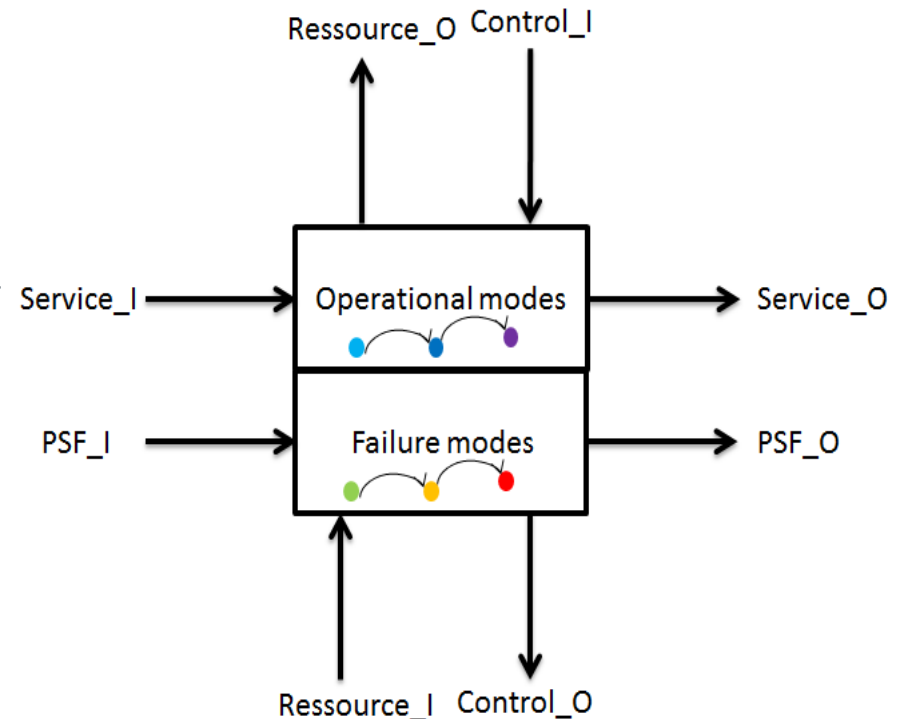 Ressource_O Control_I
Service_I Operational modes Service_O
PSF_I Failure modes PSF_O
Ressource_I Control_O